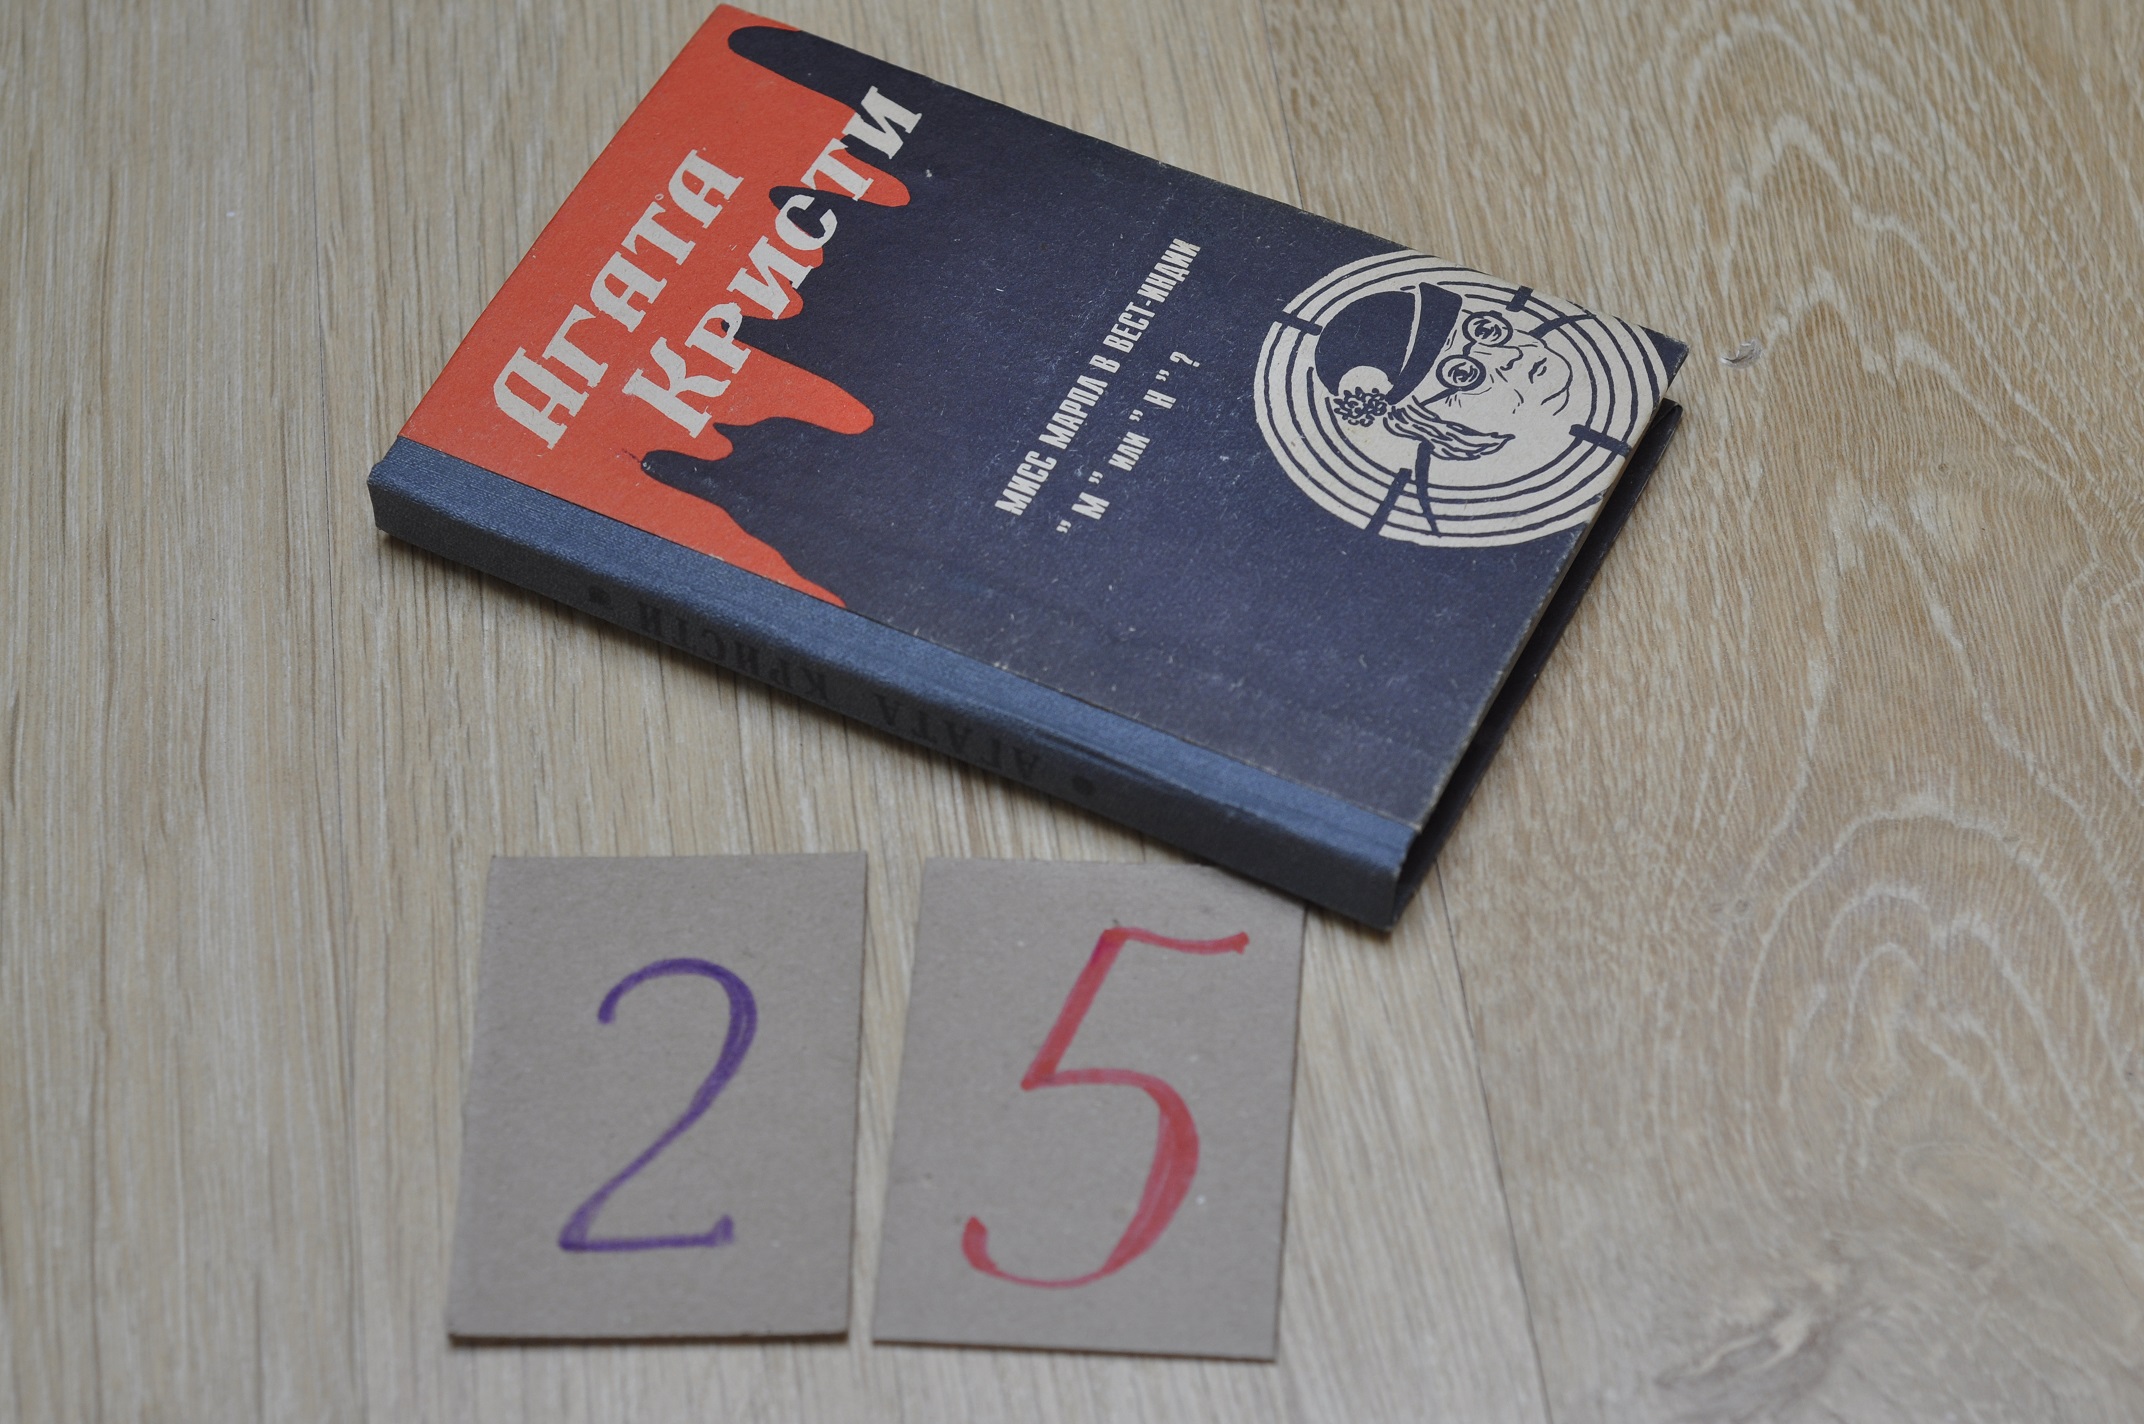 Агата
Кристи
МИСС МАРПЛ В ВЕСТ-ИНДИИ
” М ” или ” Н ” ?
АГАТА КРИСТИ
2 5